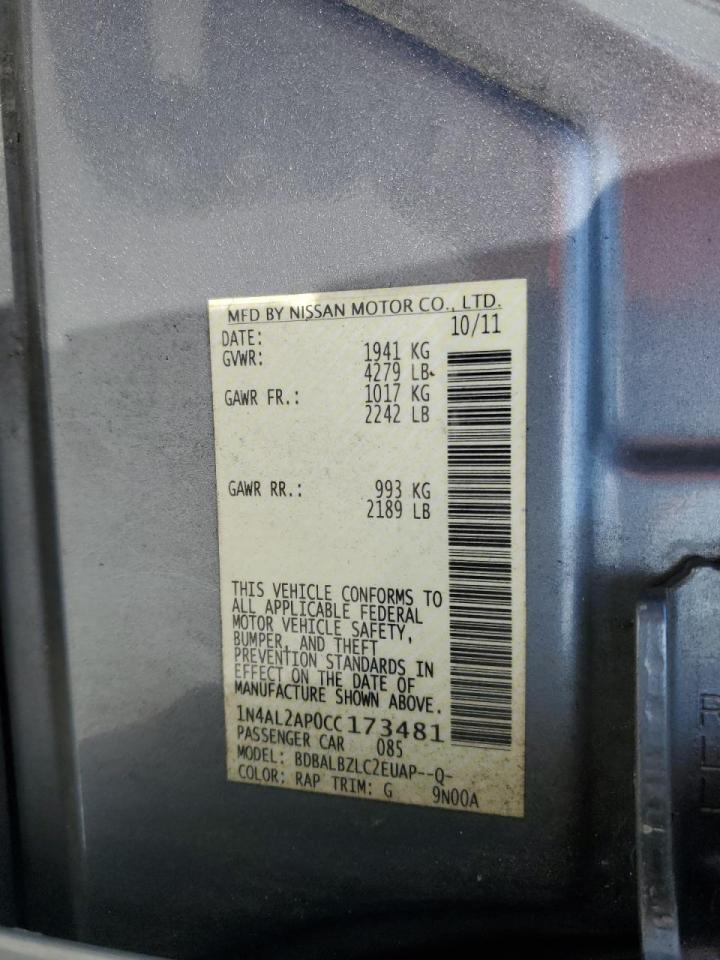 MFD BY NISSAN MOTOR CO., LTD.
DATE: 10/11
GVWR: 1941 KG
4279 LB
GAWR FR.: 1017 KG
2242 LB
GAWR RR.: 993 KG
2189 LB
THIS VEHICLE CONFORMS TO
ALL APPLICABLE FEDERAL
MOTOR VEHICLE SAFETY,
BUMPER, AND THEFT
PREVENTION STANDARDS IN
EFFECT ON THE DATE OF
MANUFACTURE SHOWN ABOVE.
1N4AL2AP0CC173481
PASSENGER CAR 085
MODEL: BDBALBZLC2EUAP--Q-
COLOR: RAP TRIM: G 9N00A